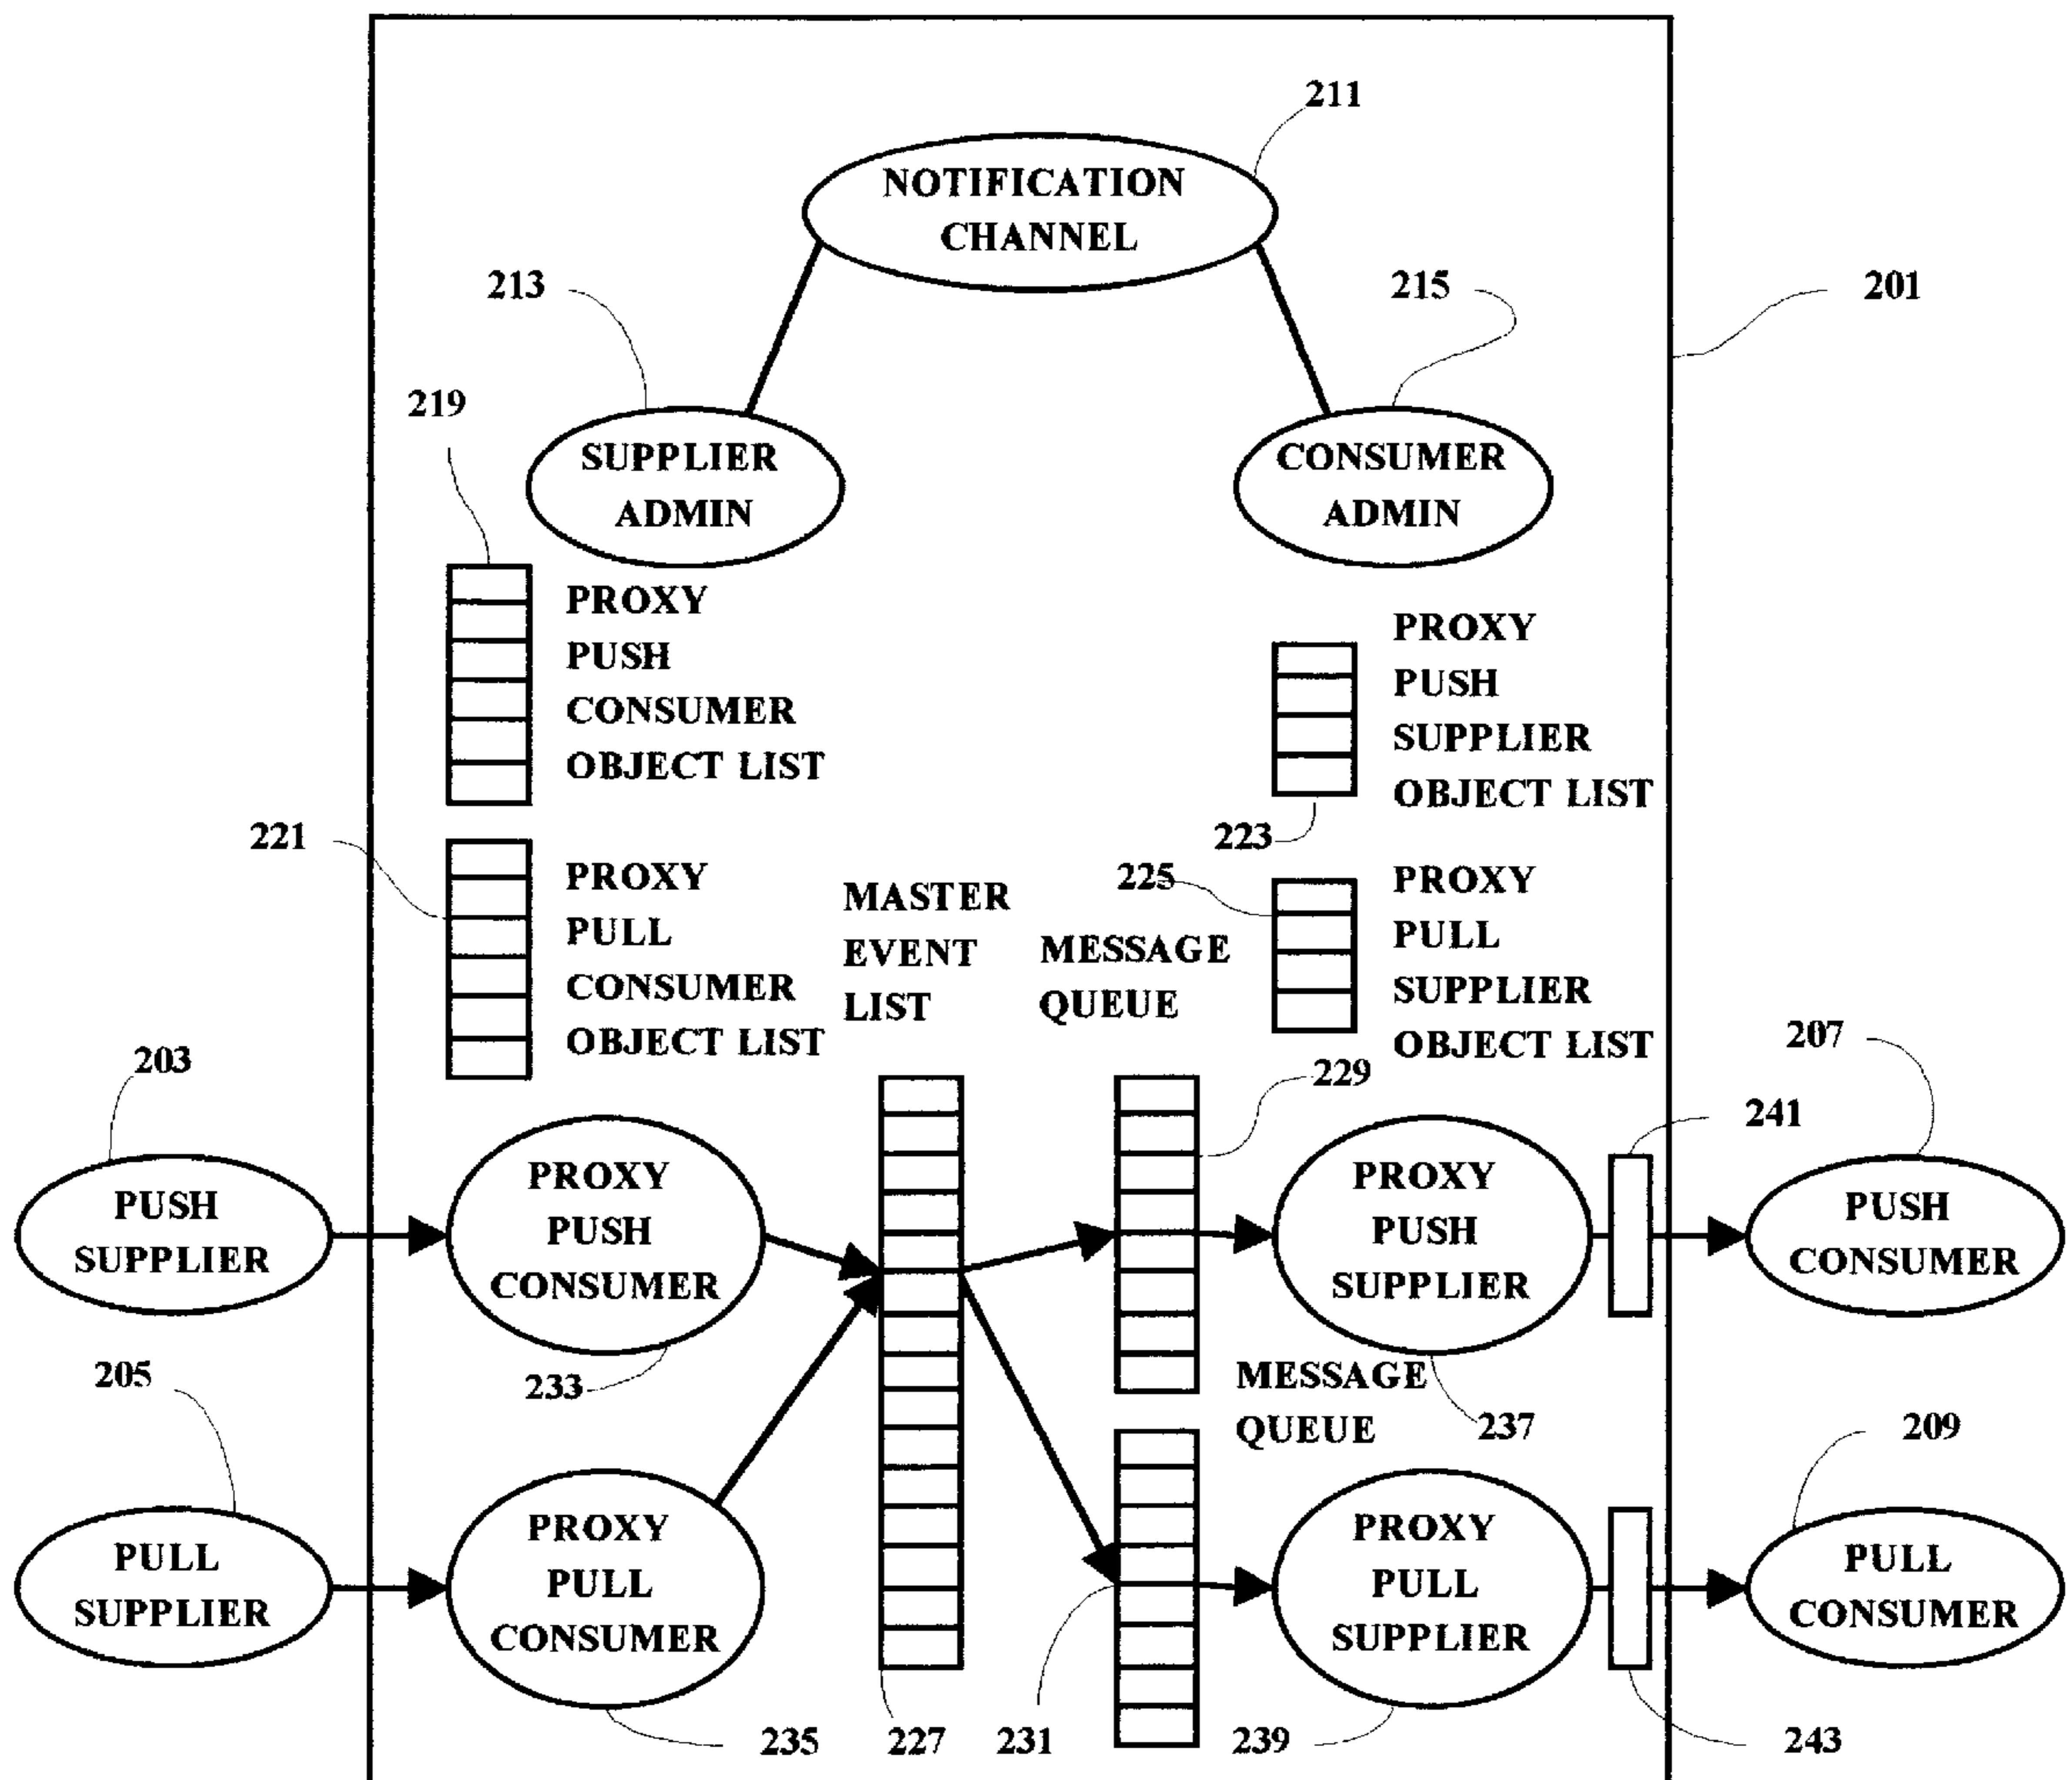 211
NOTIFICATION
CHANNEL
213
215
201
219
SUPPLIER
ADMIN
CONSUMER
ADMIN
PROXY
PUSH
CONSUMER
OBJECT LIST
PROXY
PUSH
SUPPLIER
OBJECT LIST
221
223
PROXY
PULL
CONSUMER
OBJECT LIST
MASTER
EVENT
LIST
MESSAGE
QUEUE
225
PROXY
PULL
SUPPLIER
OBJECT LIST
203
207
229
241
PUSH
SUPPLIER
PROXY
PUSH
CONSUMER
PROXY
PUSH
SUPPLIER
PUSH
CONSUMER
205
233
MESSAGE
QUEUE
237
209
PULL
SUPPLIER
PROXY
PULL
CONSUMER
PROXY
PULL
SUPPLIER
PULL
CONSUMER
235
227
231
239
243